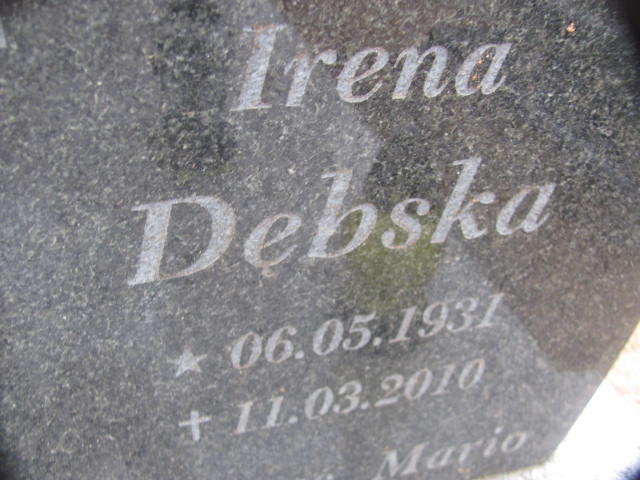 Irena
Dębska
★ 06.05.1931
+ 11.03.2010
Mario